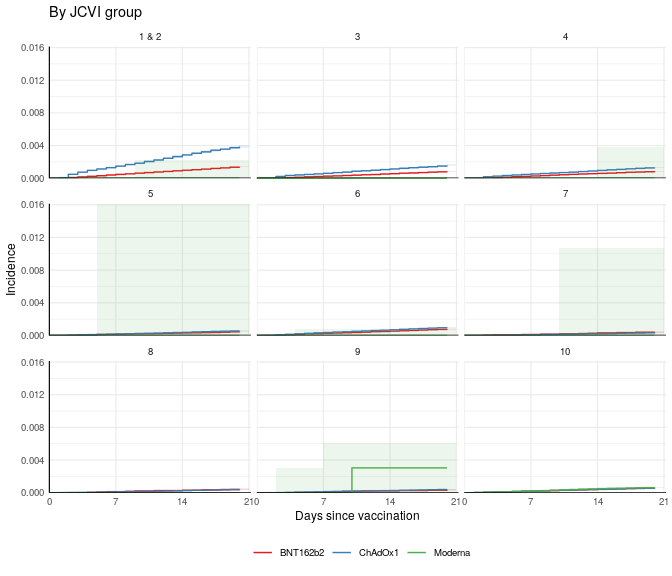 By JCVI group
1 & 2 3 4
0.016
0.012
0.008
0.004
0.000
5 6 7
0.016
0.012
0.008
0.004
0.000
8 9 10
0.016
0.012
0.008
0.004
0.000
0 7 14 21 0 7 14 21 0 7 14 21
Incidence
Days since vaccination
BNT162b2 ChAdOx1 Moderna